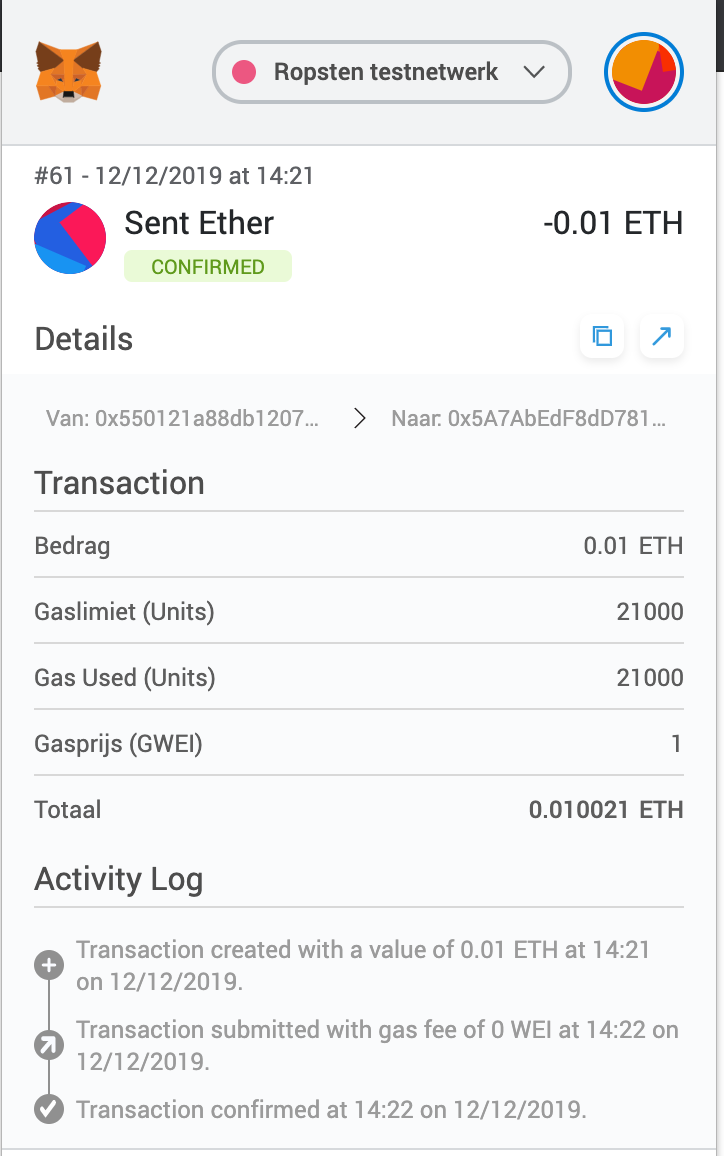 Ropsten testnetwerk
#61 - 12/12/2019 at 14:21
Sent Ether
-0.01 ETH
CONFIRMED
Details
Van: 0x550121a88db1207...
Naar: 0x5A7AbEdF8dD781...
Transaction
Bedrag 0.01 ETH
Gaslimiet (Units) 21000
Gas Used (Units) 21000
Gasprijs (GWEI) 1
Totaal 0.010021 ETH
Activity Log
Transaction created with a value of 0.01 ETH at 14:21
on 12/12/2019.
Transaction submitted with gas fee of 0 WEI at 14:22 on
12/12/2019.
Transaction confirmed at 14:22 on 12/12/2019.